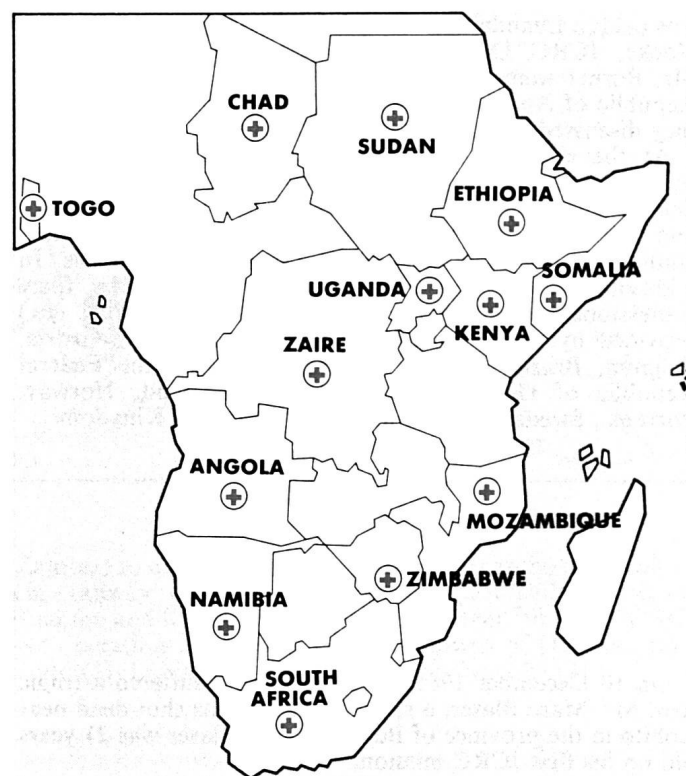 CHAD
SUDAN
ETHIOPIA
TOGO
SOMALIA
UGANDA
KENYA
ZAIRE
ANGOLA
MOZAMBIQUE
ZIMBABWE
NAMIBIA
SOUTH
AFRICA